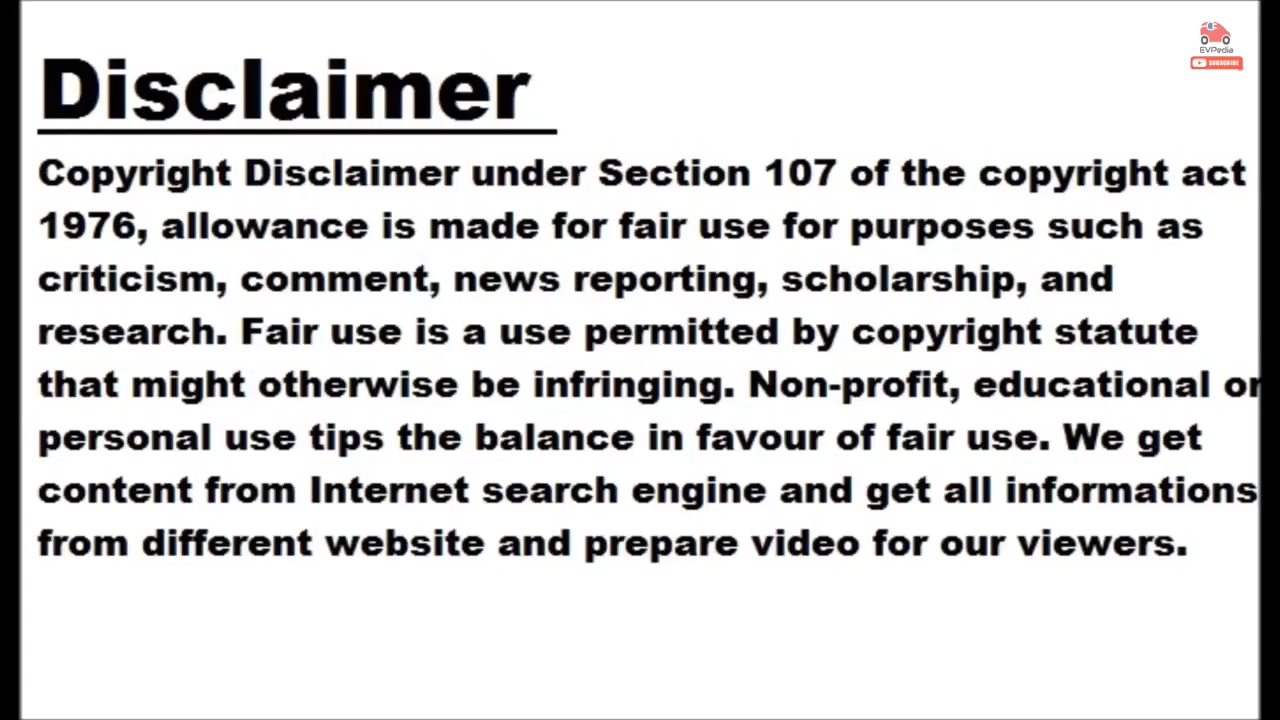 EVPedia
SUBSCRIBE
Disclaimer
Copyright Disclaimer under Section 107 of the copyright act
1976, allowance is made for fair use for purposes such as
criticism, comment, news reporting, scholarship, and
research. Fair use is a use permitted by copyright statute
that might otherwise be infringing. Non-profit, educational or
personal use tips the balance in favour of fair use. We get
content from Internet search engine and get all informations
from different website and prepare video for our viewers.